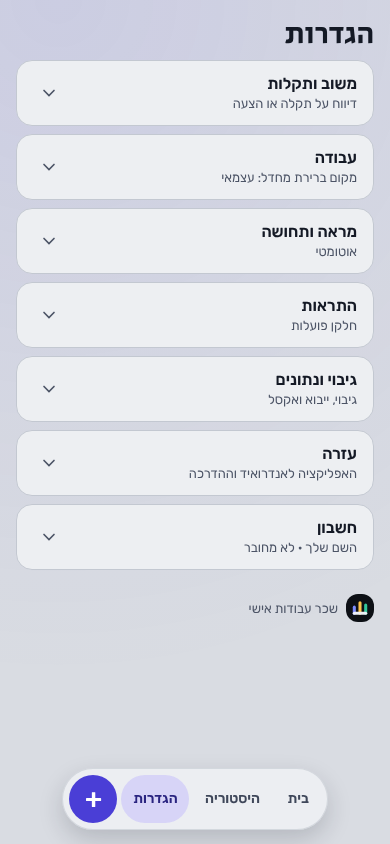 הגדרות
משוב ותקלות
דיווח על תקלה או הצעה
עבודה
מקום ברירת מחדל: עצמאי
מראה ותחושה
אוטומטי
התראות
חלקן פועלות
גיבוי ונתונים
גיבוי, ייבוא ואקסל
עזרה
האפליקציה לאנדרואיד וההדרכה
חשבון
השם שלך • לא מחובר
שכר עבודות אישי
בית היסטוריה הגדרות +